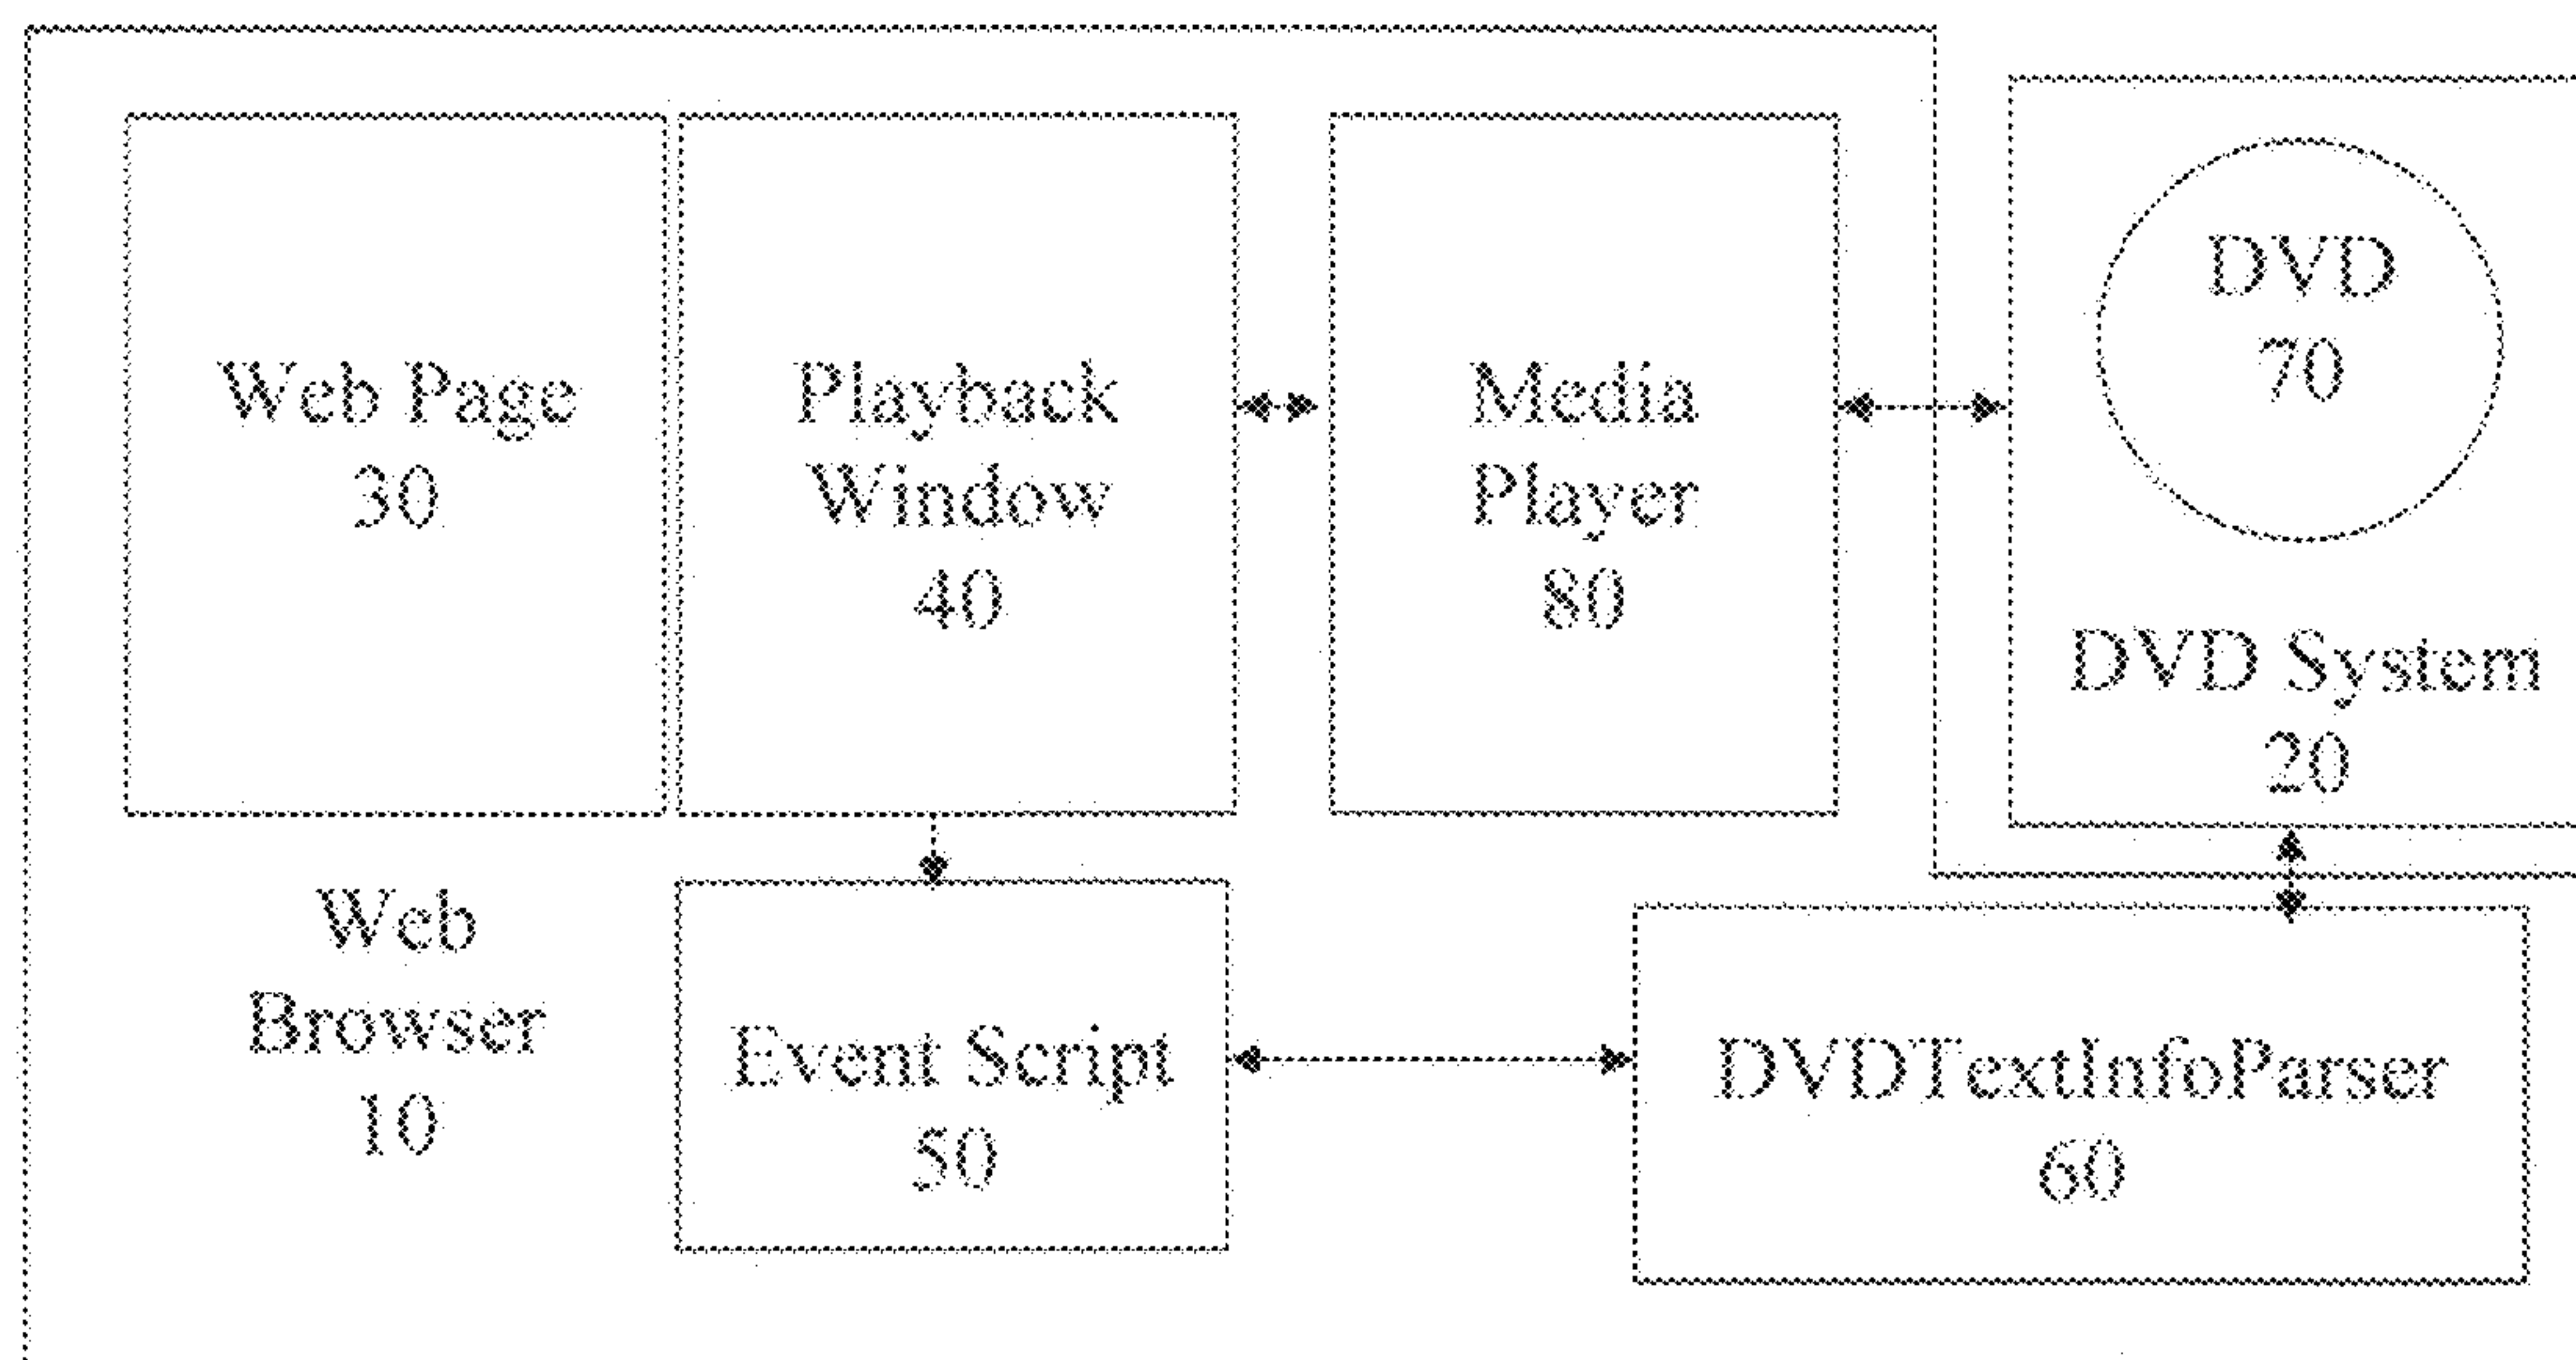 Web Page
30
Playback
Window
40
Media
Player
80
DVD
70
DVD System
20
Web
Browser
10
Event Script
50
DVDTextInfoParser
60